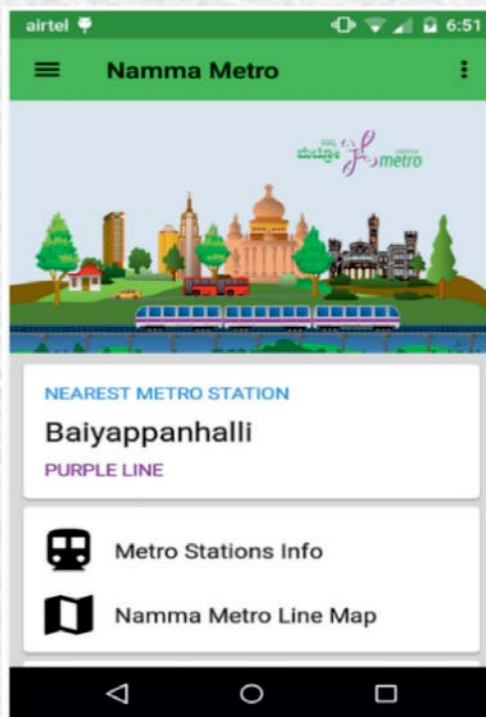 airtel 6:51
Namma Metro
ನಮ್ಮ
ಮೆಟ್ರೋ metro
NEAREST METRO STATION
Baiyappanhalli
PURPLE LINE
Metro Stations Info
Namma Metro Line Map